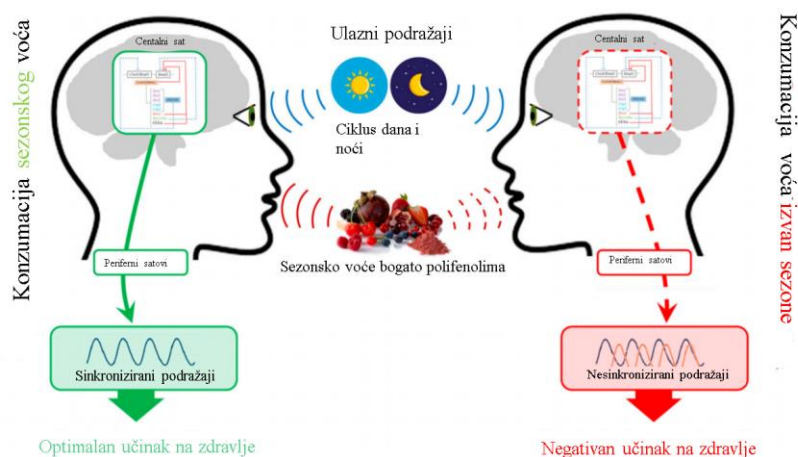 Konzumacija sezonskog voća
Centalni sat
Periferni satovi
Sinkronizirani podražaji
Optimalan učinak na zdravlje
Ulazni podražaji
Ciklus dana i
noći
Sezonsko voće bogato polifenolima
Centalni sat
Periferni satovi
Nesinkronizirani podražaji
Negativan učinak na zdravlje
Konzumacija voća izvan sezone